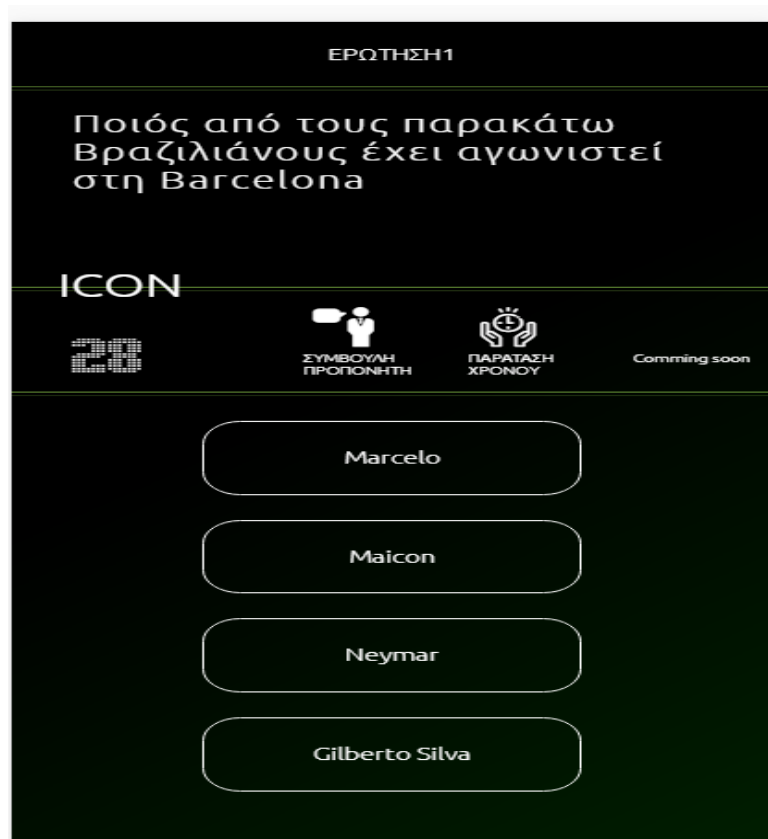 ΕΡΩΤΗΣΗ1
Ποιός από τους παρακάτω
Βραζιλιάνους έχει αγωνιστεί
στη Barcelona
ICON
28
ΣΥΜΒΟΥΛΗ
ΠΡΟΠΟΝΗΤΗ
ΠΑΡΑΤΑΣΗ
ΧΡΟΝΟΥ
Comming soon
Marcelo
Maicon
Neymar
Gilberto Silva